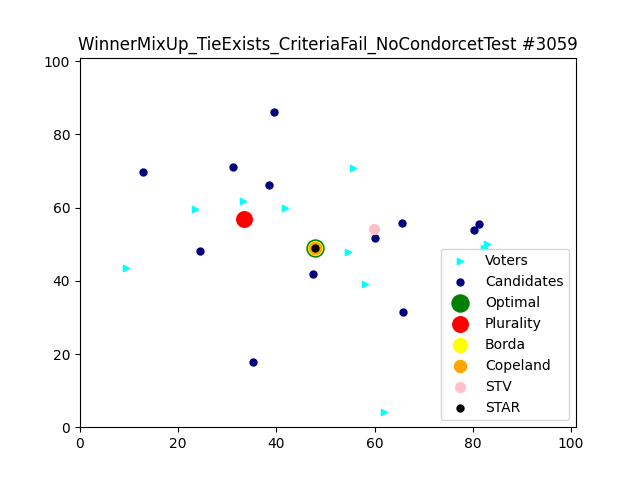 WinnerMixUp_TieExists_CriteriaFail_NoCondorcetTest #3059
100
80
60
40
20
0
0 20 40 60 80 100
Voters
Candidates
Optimal
Plurality
Borda
Copeland
STV
STAR